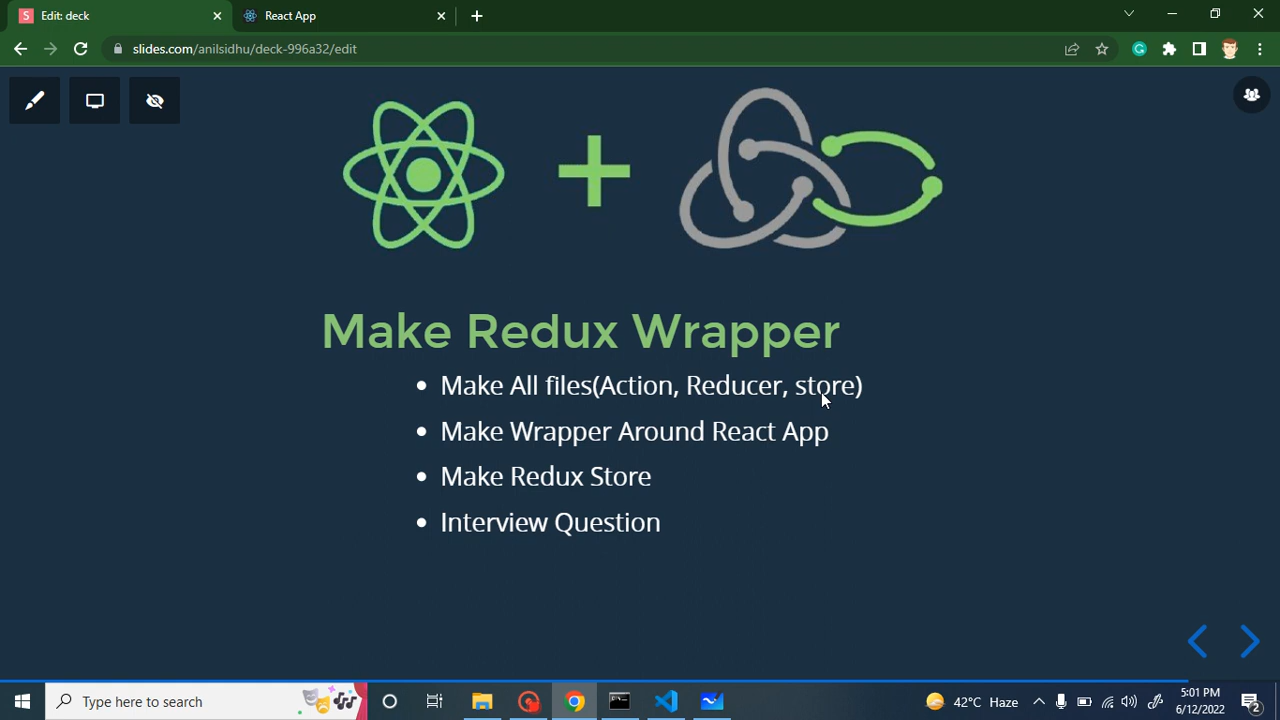 Edit: deck
React App
slides.com/anilsidhu/deck-996a32/edit
Make Redux Wrapper
Make All files(Action, Reducer, store)
Make Wrapper Around React App
Make Redux Store
Interview Question
Type here to search
42°C Haze
5:01 PM
6/12/2022
2